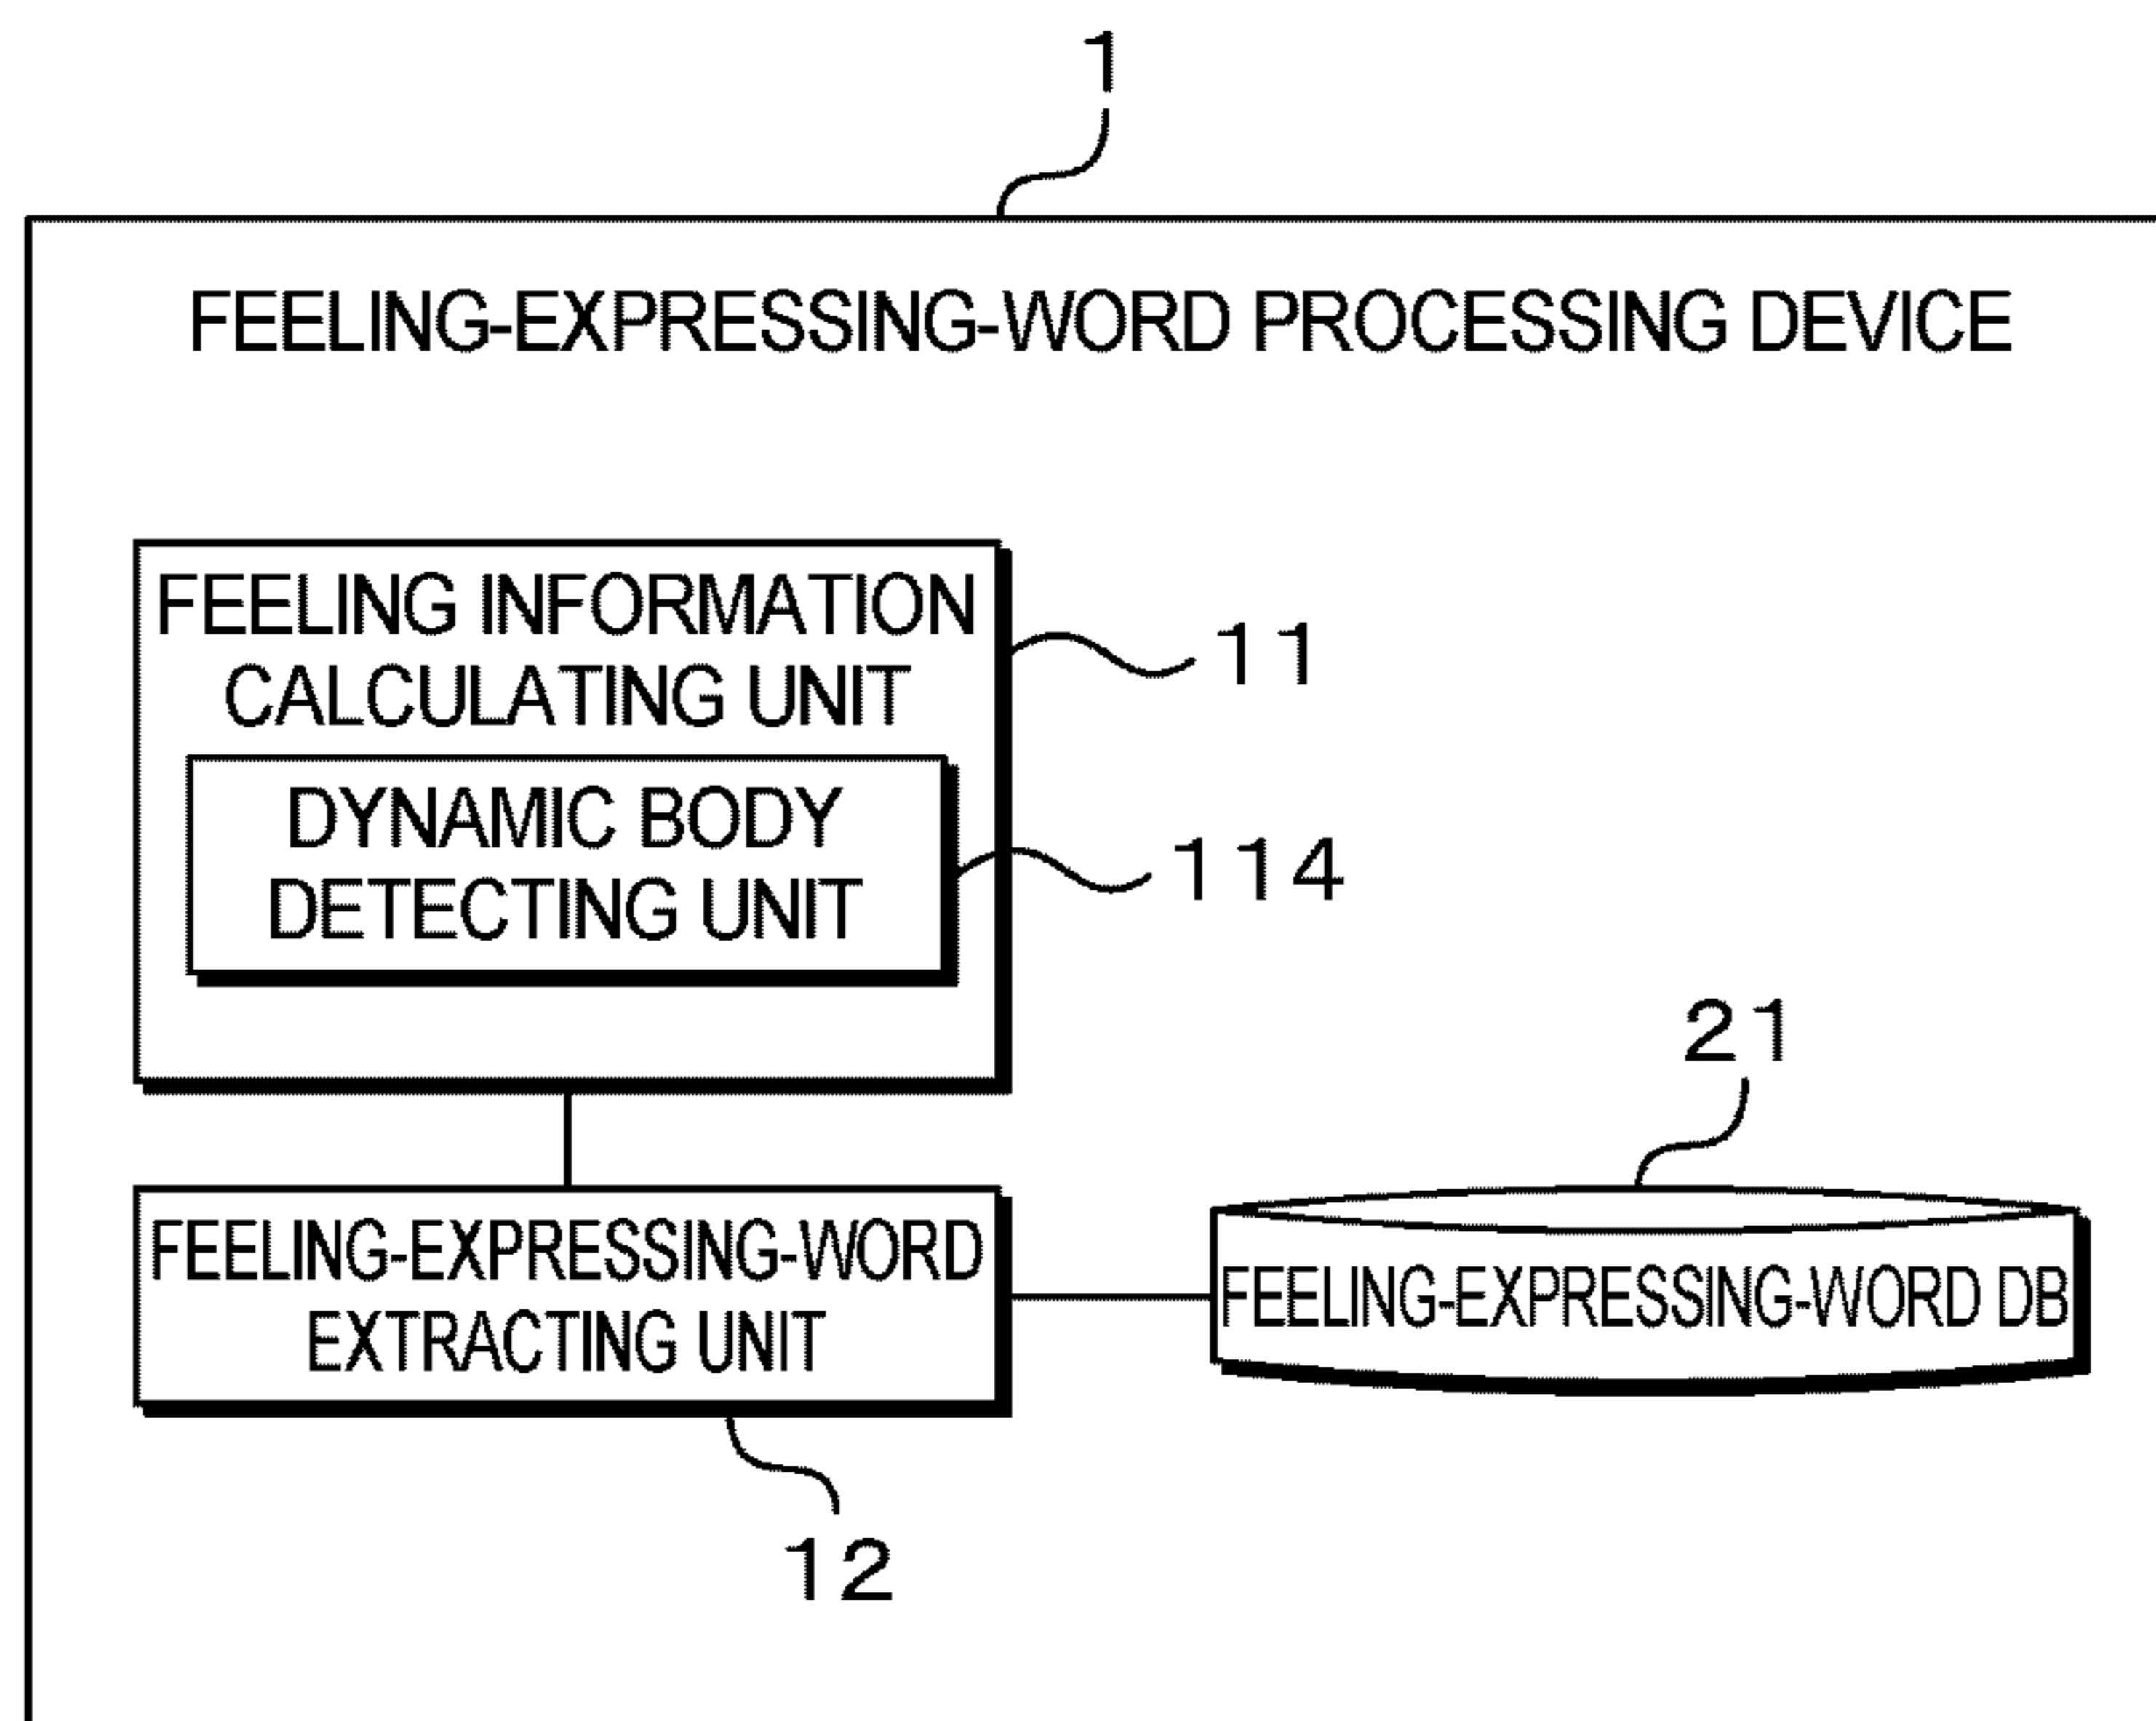 1
FEELING-EXPRESSING-WORD PROCESSING DEVICE
FEELING INFORMATION
CALCULATING UNIT
11
DYNAMIC BODY
DETECTING UNIT
114
21
FEELING-EXPRESSING-WORD
EXTRACTING UNIT
FEELING-EXPRESSING-WORD DB
12